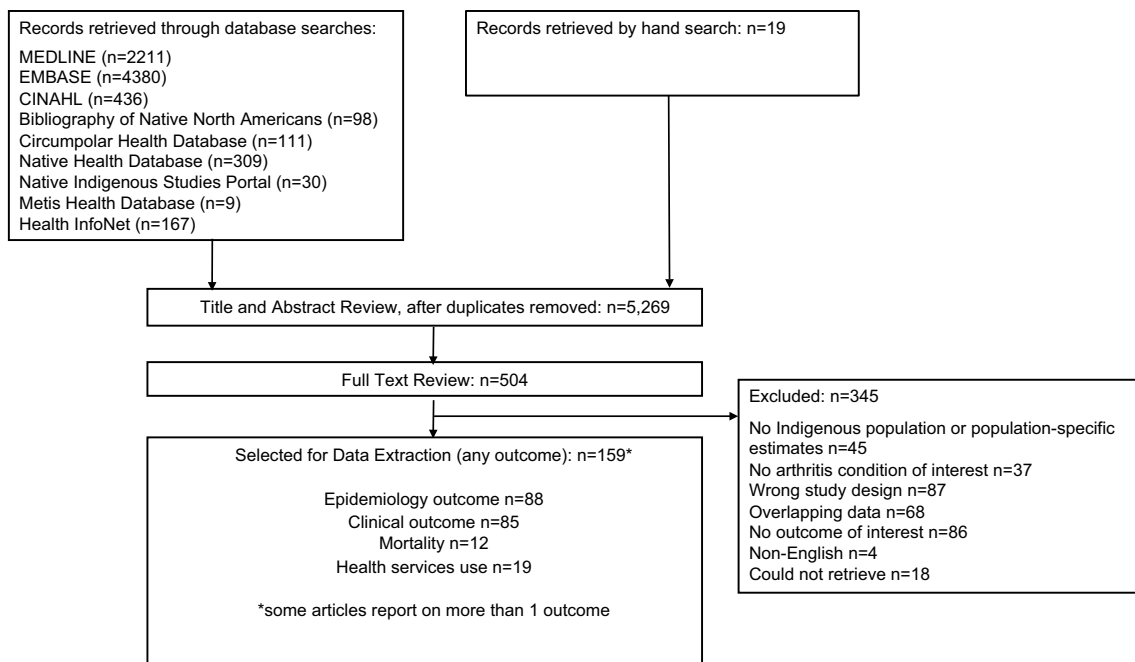 Records retrieved through database searches:
MEDLINE (n=2211)
EMBASE (n=4380)
CINAHL (n=436)
Bibliography of Native North Americans (n=98)
Circumpolar Health Database (n=111)
Native Health Database (n=309)
Native Indigenous Studies Portal (n=30)
Metis Health Database (n=9)
Health InfoNet (n=167)
Records retrieved by hand search: n=19
Title and Abstract Review, after duplicates removed: n=5,269
Full Text Review: n=504
Excluded: n=345
No Indigenous population or population-specific
estimates n=45
No arthritis condition of interest n=37
Wrong study design n=87
Overlapping data n=68
No outcome of interest n=86
Non-English n=4
Could not retrieve n=18
Selected for Data Extraction (any outcome): n=159*
Epidemiology outcome n=88
Clinical outcome n=85
Mortality n=12
Health services use n=19
*some articles report on more than 1 outcome